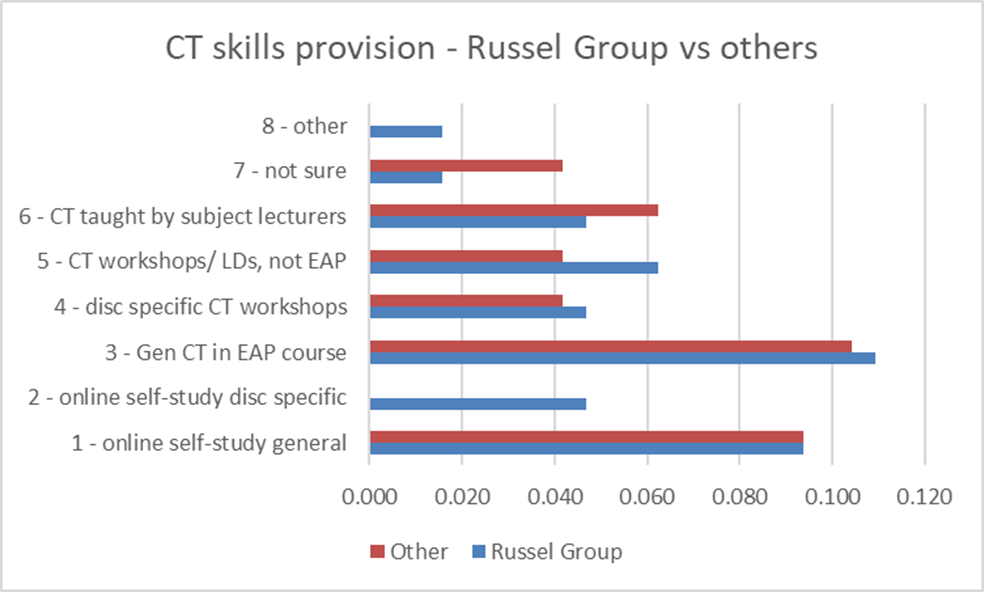 CT skills provision - Russel Group vs others
8 - other
7 - not sure
6 - CT taught by subject lecturers
5 - CT workshops/ LDs, not EAP
4 - disc specific CT workshops
3 - Gen CT in EAP course
2 - online self-study disc specific
1 - online self-study general
0.000 0.020 0.040 0.060 0.080 0.100 0.120
Other Russel Group